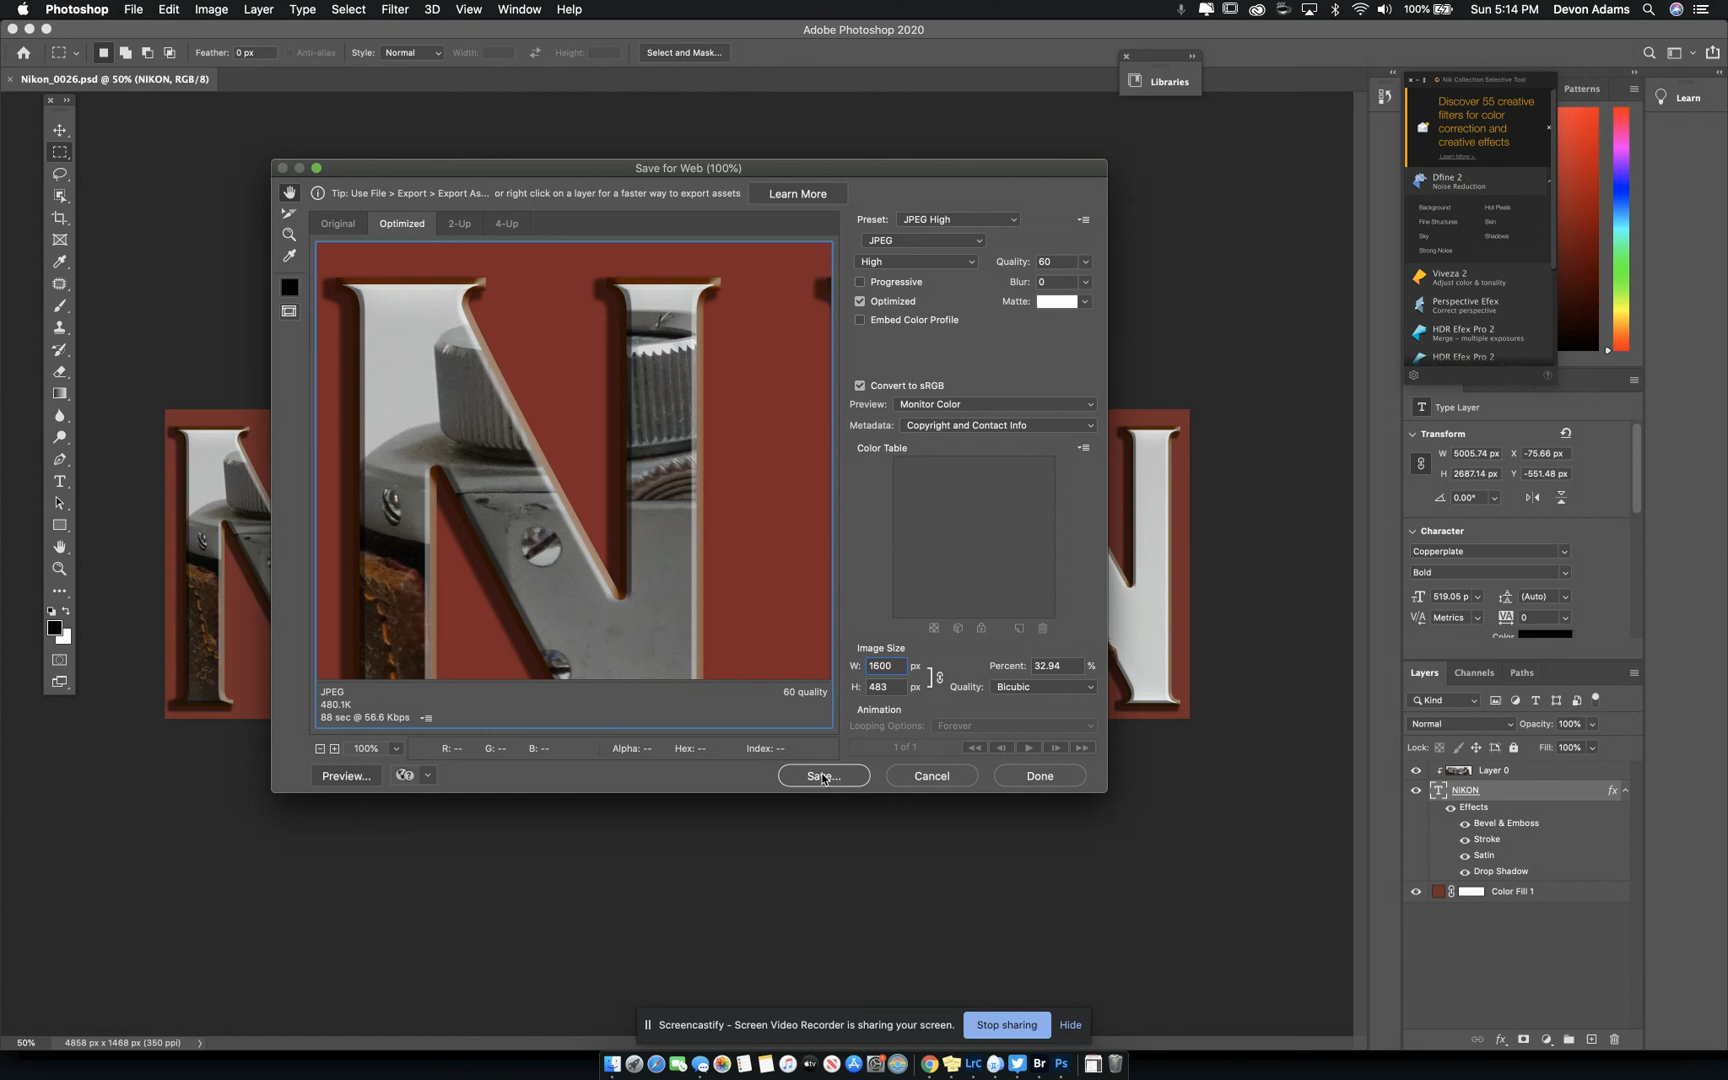 Photoshop File Edit Image Layer Type Select Filter 3D View Window Help 100% Sun 5:14 PM Devon Adams
Adobe Photoshop 2020
Feather: 0 px Anti-alias Style: Normal Width: Height: Select and Mask...
Nikon_0026.psd @ 50% (NIKON, RGB/8)
Libraries
Nik Collection Selective Tool
Patterns
Learn
Discover 55 creative
filters for color
correction and
creative effects
Learn More >
Dfine 2
Noise Reduction
Background Hot Pixels
Fine Structures Skin
Sky Shadows
Strong Noise
Viveza 2
Adjust color & tonality
Perspective Efex
Correct perspective
HDR Efex Pro 2
Merge - multiple exposures
HDR Efex Pro 2
Save for Web (100%)
Tip: Use File > Export > Export As... or right click on a layer for a faster way to export assets Learn More
Original Optimized 2-Up 4-Up
Preset: JPEG High
JPEG
High Quality: 60
Progressive Blur: 0
Optimized Matte:
Embed Color Profile
Convert to sRGB
Preview: Monitor Color
Metadata: Copyright and Contact Info
Color Table
Image Size
W: 1600 px Percent: 32.94 %
H: 483 px Quality: Bicubic
Animation
Looping Options: Forever
1 of 1
JPEG 60 quality
480.1K
88 sec @ 56.6 Kbps
100% R: -- G: -- B: -- Alpha: -- Hex: -- Index: --
Preview... Save... Cancel Done
Type Layer
Transform
W 5005.74 px X -75.66 px
H 2687.14 px Y -551.48 px
0.00°
Character
Copperplate
Bold
519.05 p (Auto)
Metrics 0
Color
Layers Channels Paths
Kind
Normal Opacity: 100%
Lock: Fill: 100%
Layer 0
NIKON fx
Effects
Bevel & Emboss
Stroke
Satin
Drop Shadow
Color Fill 1
Screencastify - Screen Video Recorder is sharing your screen. Stop sharing Hide
50% 4858 px x 1468 px (350 ppi)
LrC Br Ps